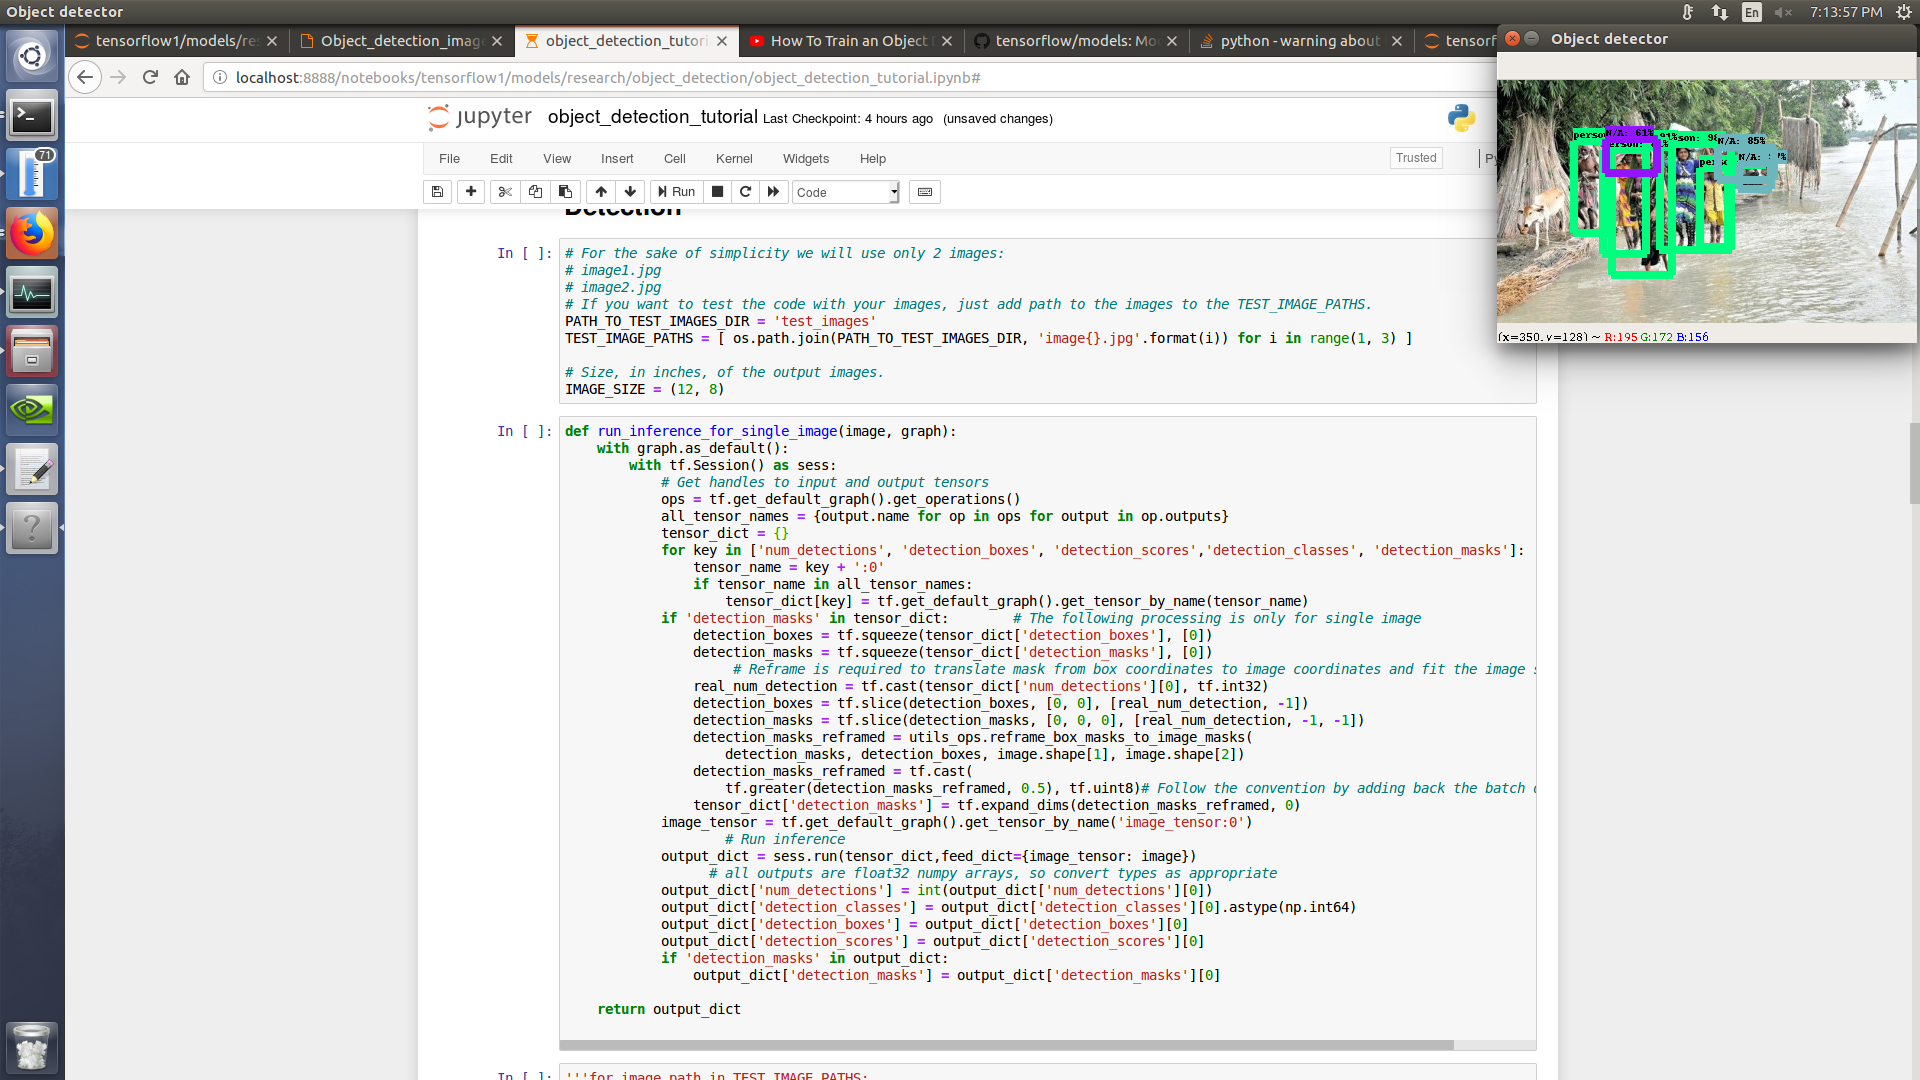 Object detector
En
7:13:57 PM
tensorflow1/models/re
Object_detection_imag
object_detection_tutori
How To Train an Object D
tensorflow/models: Mo
python - warning about
tensorf
Object detector
localhost:8888/notebooks/tensorflow1/models/research/object_detection/object_detection_tutorial.ipynb#
jupyter object_detection_tutorial Last Checkpoint: 4 hours ago (unsaved changes)
File Edit View Insert Cell Kernel Widgets Help
Trusted
Py
Run
Code
71
N/A: 61%
N/A: 85%
(x=350, y=128) ~ R:195 G:172 B:156
Detection
In [ ]:
# For the sake of simplicity we will use only 2 images:
# image1.jpg
# image2.jpg
# If you want to test the code with your images, just add path to the images to the TEST_IMAGE_PATHS.
PATH_TO_TEST_IMAGES_DIR = 'test_images'
TEST_IMAGE_PATHS = [ os.path.join(PATH_TO_TEST_IMAGES_DIR, 'image{}.jpg'.format(i)) for i in range(1, 3) ]
# Size, in inches, of the output images.
IMAGE_SIZE = (12, 8)
In [ ]:
def run_inference_for_single_image(image, graph):
    with graph.as_default():
        with tf.Session() as sess:
            # Get handles to input and output tensors
            ops = tf.get_default_graph().get_operations()
            all_tensor_names = {output.name for op in ops for output in op.outputs}
            tensor_dict = {}
            for key in ['num_detections', 'detection_boxes', 'detection_scores','detection_classes', 'detection_masks']:
                tensor_name = key + ':0'
                if tensor_name in all_tensor_names:
                    tensor_dict[key] = tf.get_default_graph().get_tensor_by_name(tensor_name)
            if 'detection_masks' in tensor_dict:        # The following processing is only for single image
                detection_boxes = tf.squeeze(tensor_dict['detection_boxes'], [0])
                detection_masks = tf.squeeze(tensor_dict['detection_masks'], [0])
                     # Reframe is required to translate mask from box coordinates to image coordinates and fit the image s
                real_num_detection = tf.cast(tensor_dict['num_detections'][0], tf.int32)
                detection_boxes = tf.slice(detection_boxes, [0, 0], [real_num_detection, -1])
                detection_masks = tf.slice(detection_masks, [0, 0, 0], [real_num_detection, -1, -1])
                detection_masks_reframed = utils_ops.reframe_box_masks_to_image_masks(
                    detection_masks, detection_boxes, image.shape[1], image.shape[2])
                detection_masks_reframed = tf.cast(
                    tf.greater(detection_masks_reframed, 0.5), tf.uint8)# Follow the convention by adding back the batch
                tensor_dict['detection_masks'] = tf.expand_dims(detection_masks_reframed, 0)
            image_tensor = tf.get_default_graph().get_tensor_by_name('image_tensor:0')
                    # Run inference
            output_dict = sess.run(tensor_dict,feed_dict={image_tensor: image})
                  # all outputs are float32 numpy arrays, so convert types as appropriate
            output_dict['num_detections'] = int(output_dict['num_detections'][0])
            output_dict['detection_classes'] = output_dict['detection_classes'][0].astype(np.int64)
            output_dict['detection_boxes'] = output_dict['detection_boxes'][0]
            output_dict['detection_scores'] = output_dict['detection_scores'][0]
            if 'detection_masks' in output_dict:
                output_dict['detection_masks'] = output_dict['detection_masks'][0]
    return output_dict
In [ ]:
'''for image_path in TEST_IMAGE_PATHS: